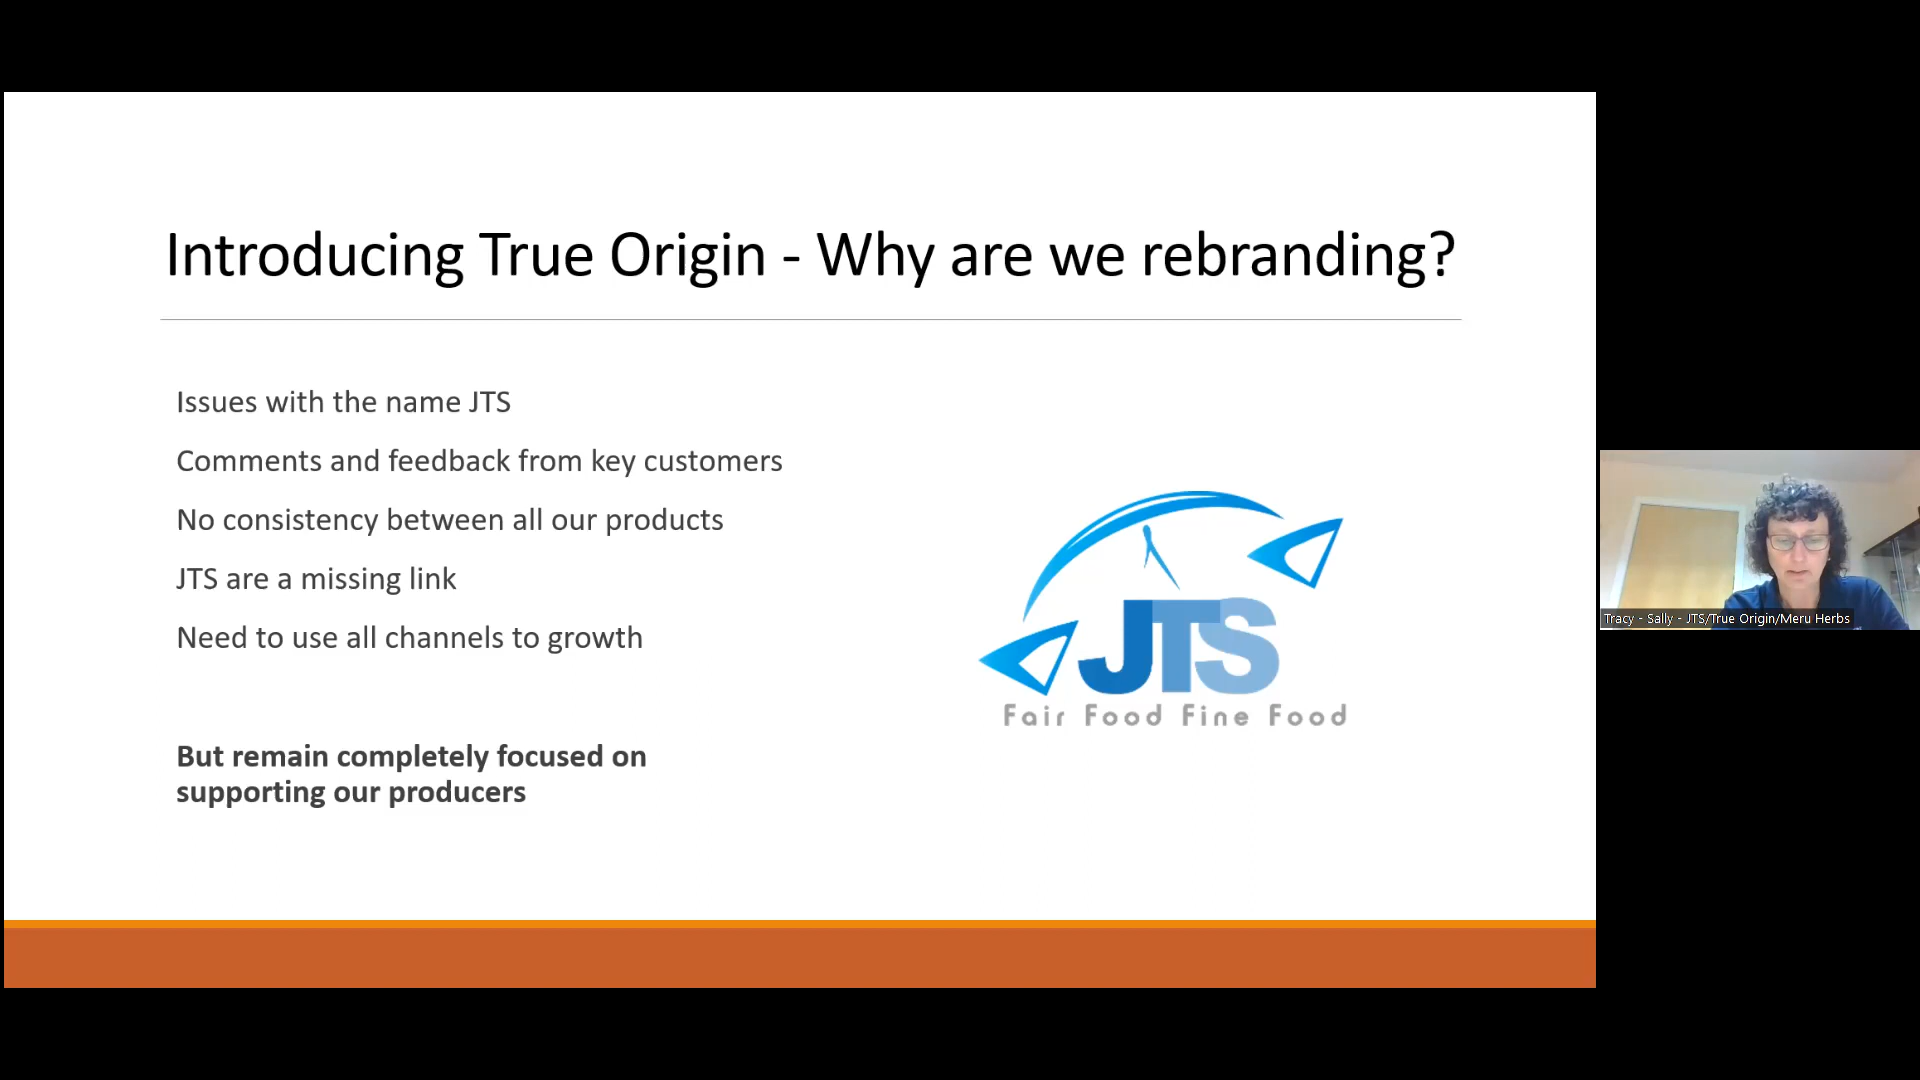 Introducing True Origin - Why are we rebranding?
Issues with the name JTS
Comments and feedback from key customers
No consistency between all our products
JTS are a missing link
Need to use all channels to growth
But remain completely focused on
supporting our producers
JTS
Fair Food Fine Food
Tracy - Sally - JTS/True Origin/Meru Herbs